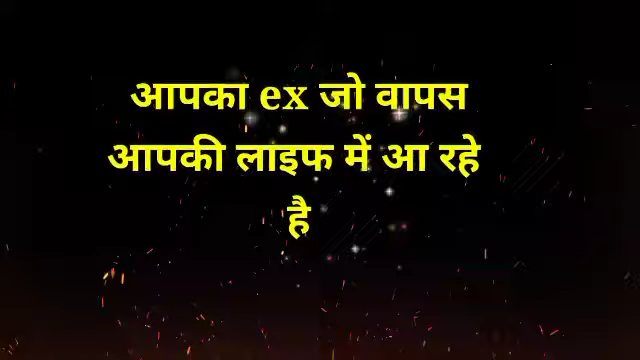 आपका ex जो वापस
आपकी लाइफ में आ रहे
है